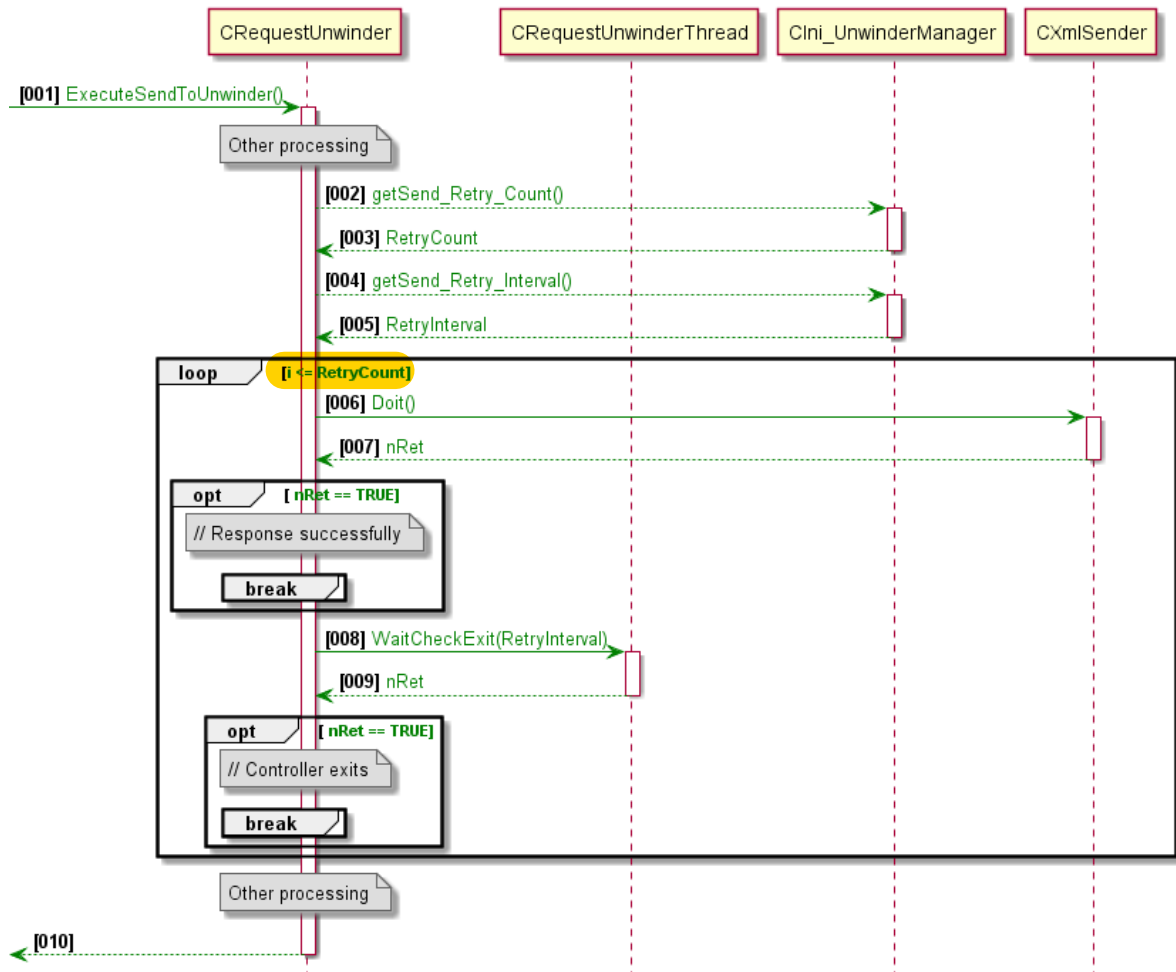 CRequestUnwinder
CRequestUnwinderThread
CIni_UnwinderManager
CXmlSender
[001] ExecuteSendToUnwinder()
Other processing
[002] getSend_Retry_Count()
[003] RetryCount
[004] getSend_Retry_Interval()
[005] RetryInterval
loop [i <= RetryCount]
[006] Doit()
[007] nRet
opt [ nRet == TRUE]
// Response successfully
break
[008] WaitCheckExit(RetryInterval)
[009] nRet
opt [ nRet == TRUE]
// Controller exits
break
Other processing
[010]